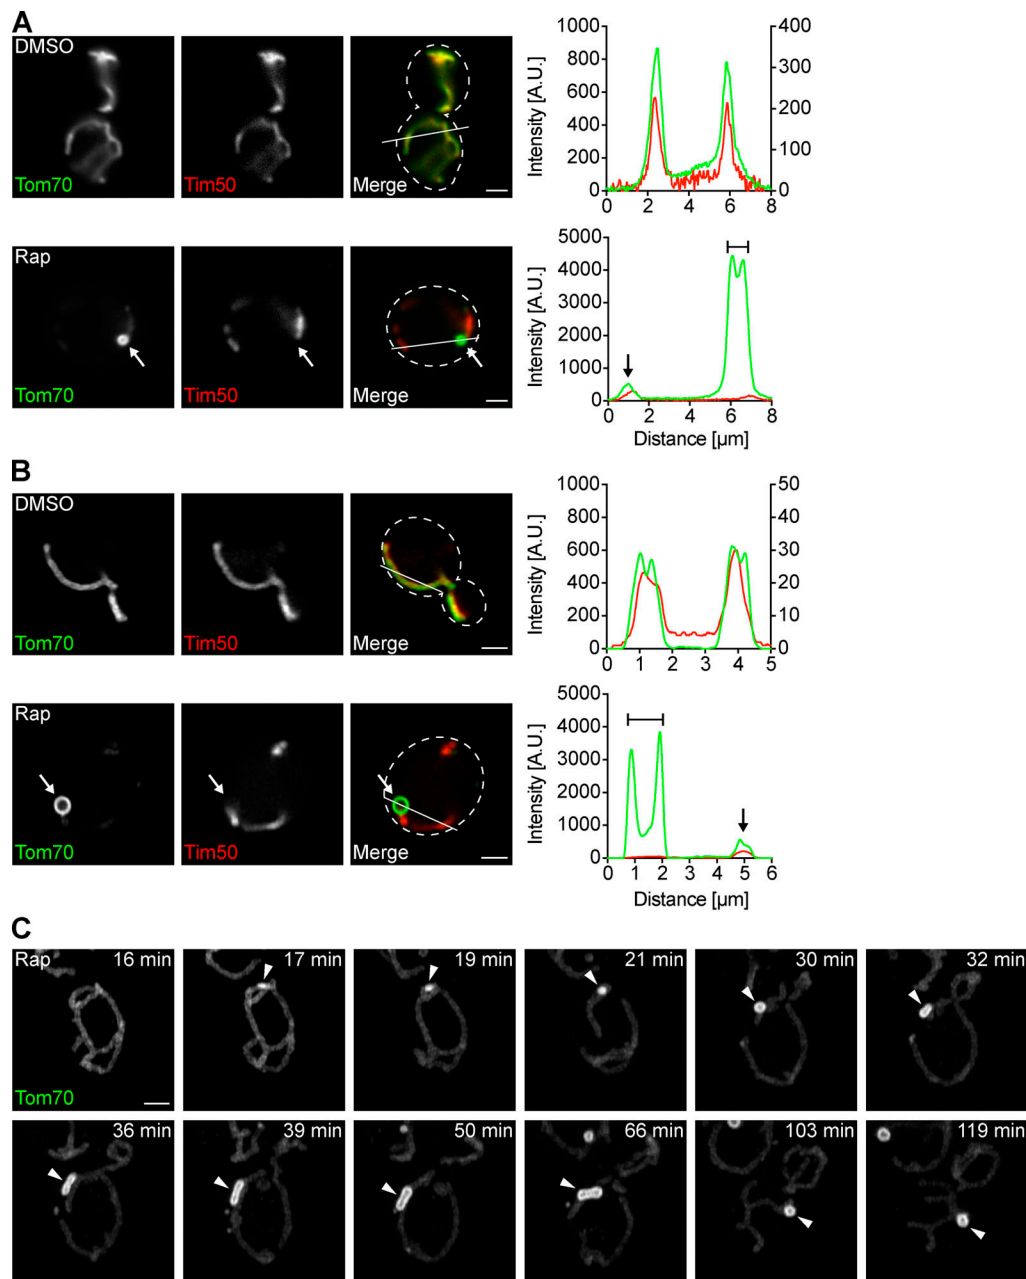 A
DMSO
Tom70
Tim50
Merge
Intensity [A.U.]
1000
800
600
400
200
0
400
300
200
100
0
0 2 4 6 8
Rap
Tom70
Tim50
Merge
Intensity [A.U.]
5000
4000
3000
2000
1000
0
0 2 4 6 8
Distance [µm]
B
DMSO
Tom70
Tim50
Merge
Intensity [A.U.]
1000
800
600
400
200
0
50
40
30
20
10
0
0 1 2 3 4 5
Rap
Tom70
Tim50
Merge
Intensity [A.U.]
5000
4000
3000
2000
1000
0
0 1 2 3 4 5 6
Distance [µm]
C
Rap 16 min 17 min 19 min 21 min 30 min 32 min
Tom70
36 min 39 min 50 min 66 min 103 min 119 min